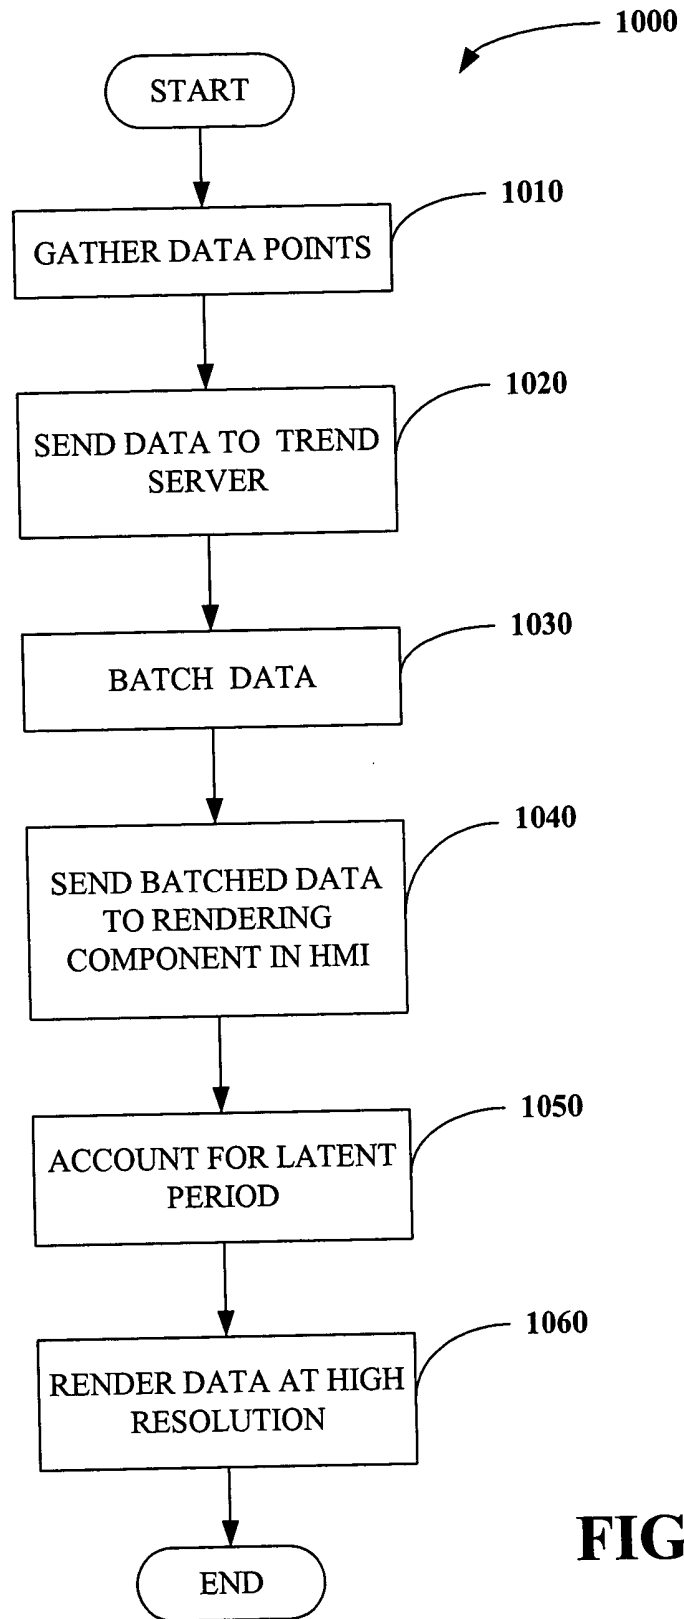 1000
START
1010
GATHER DATA POINTS
1020
SEND DATA TO TREND
SERVER
1030
BATCH DATA
1040
SEND BATCHED DATA
TO RENDERING
COMPONENT IN HMI
1050
ACCOUNT FOR LATENT
PERIOD
1060
RENDER DATA AT HIGH
RESOLUTION
FIG
END